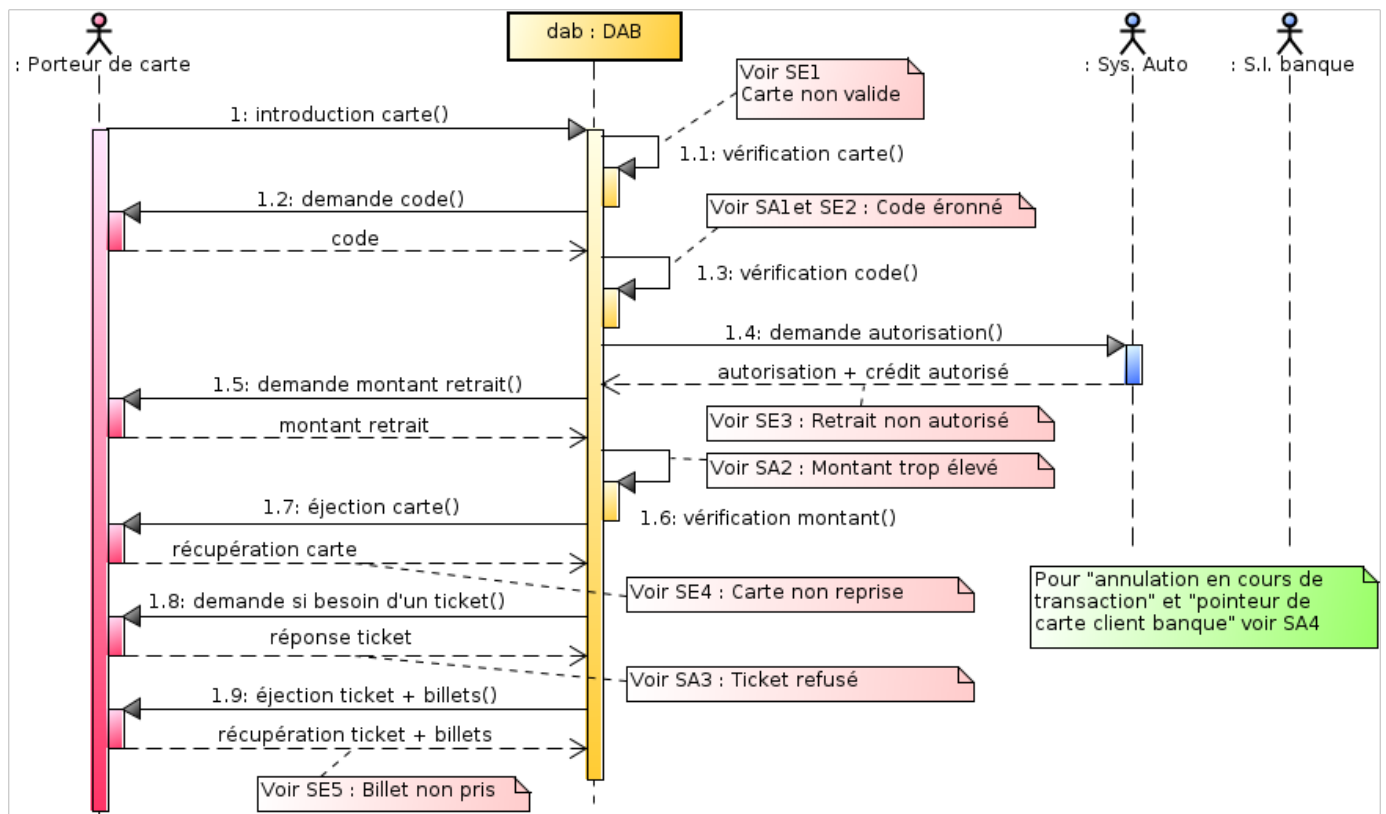 dab : DAB
: Porteur de carte
: Sys. Auto
: S.I. banque
Voir SE1
Carte non valide
1: introduction carte()
1.1: vérification carte()
1.2: demande code()
Voir SA1et SE2 : Code éronné
code
1.3: vérification code()
1.4: demande autorisation()
autorisation + crédit autorisé
1.5: demande montant retrait()
Voir SE3 : Retrait non autorisé
montant retrait
Voir SA2 : Montant trop élevé
1.7: éjection carte()
1.6: vérification montant()
récupération carte
Pour "annulation en cours de
transaction" et "pointeur de
carte client banque" voir SA4
Voir SE4 : Carte non reprise
1.8: demande si besoin d'un ticket()
réponse ticket
Voir SA3 : Ticket refusé
1.9: éjection ticket + billets()
récupération ticket + billets
Voir SE5 : Billet non pris